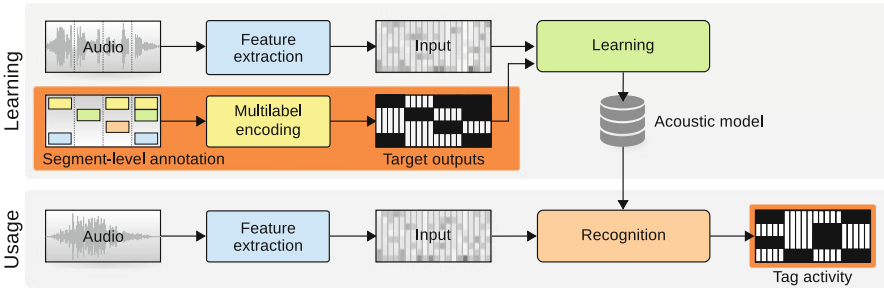 Learning
Audio
Feature
extraction
Input
Learning
Segment-level annotation
Multilabel
encoding
Target outputs
Acoustic model
Usage
Audio
Feature
extraction
Input
Recognition
Tag activity